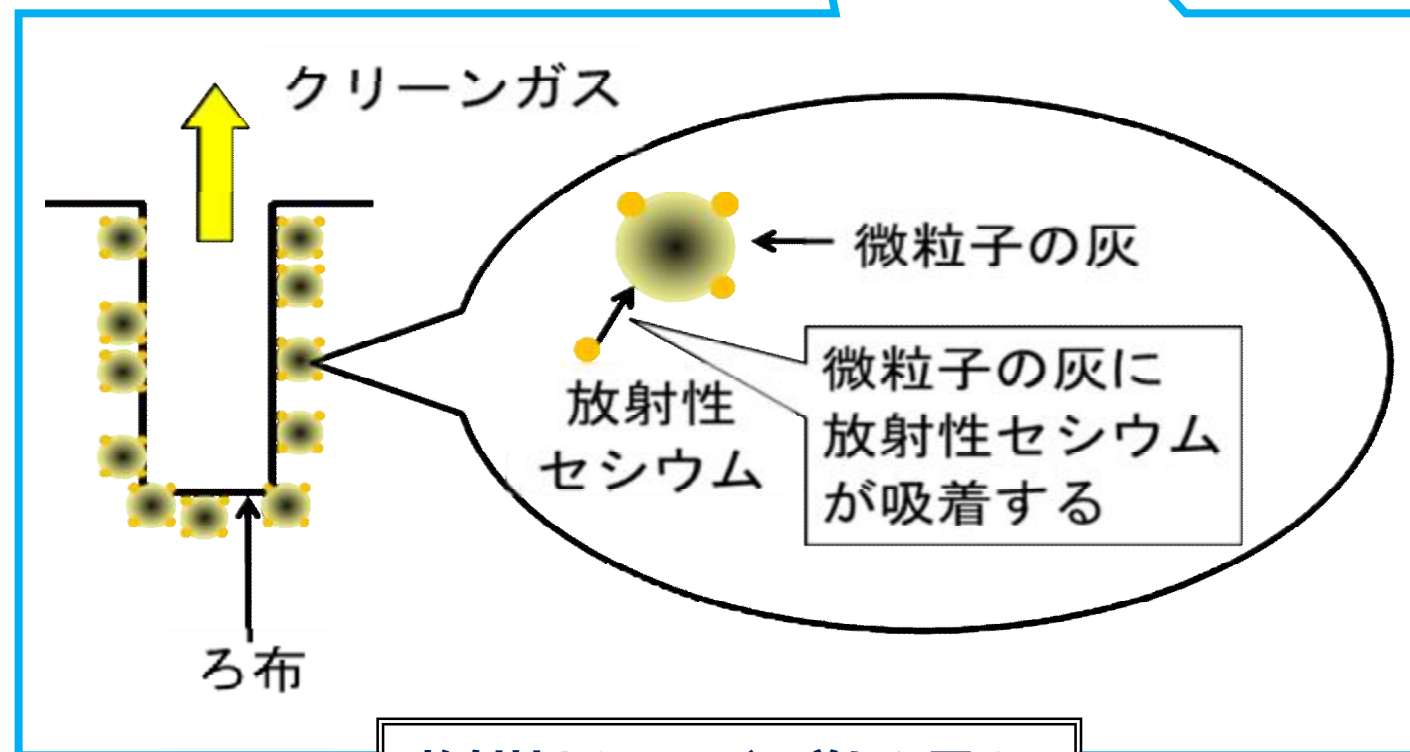 クリーンガス
微粒子の灰
放射性
セシウム
微粒子の灰に
放射性セシウム
が吸着する
ろ布